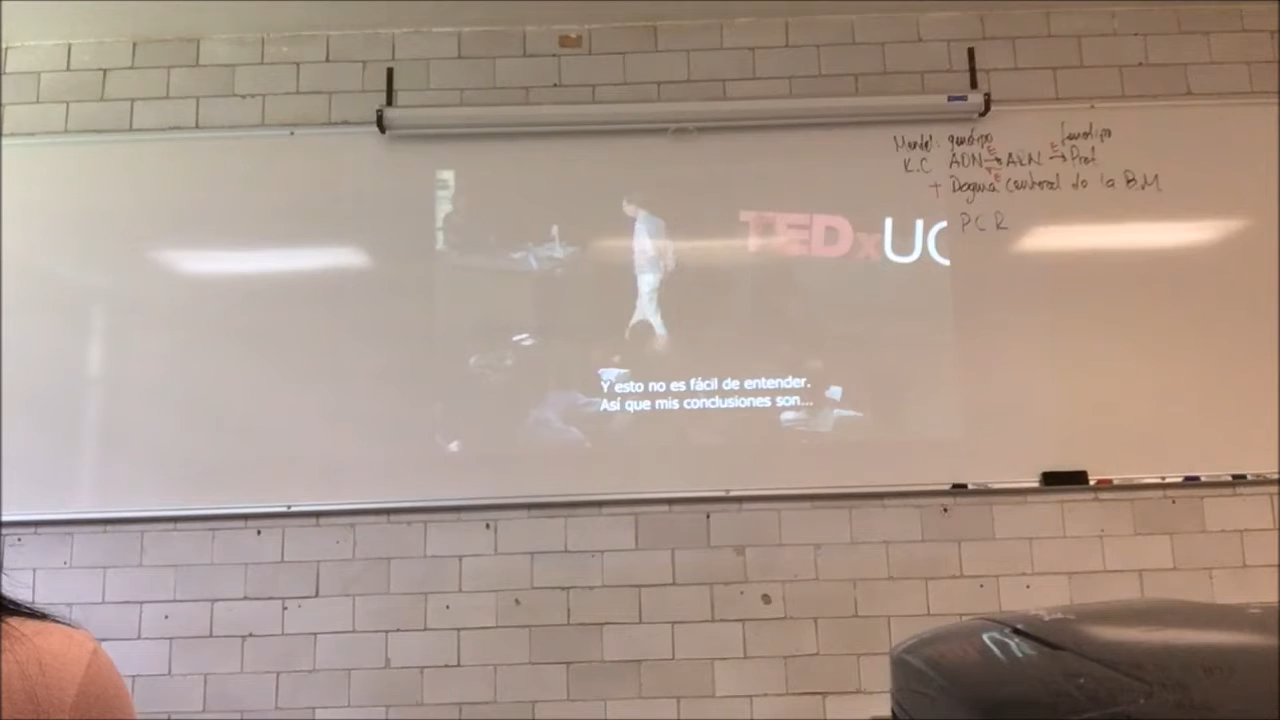 Mendel: genotipo fenotipo
K.C ADN → ARN → Prot
+ Dogma central de la B.M
PCR
TEDxUC
Y esto no es fácil de entender.
Así que mis conclusiones son...